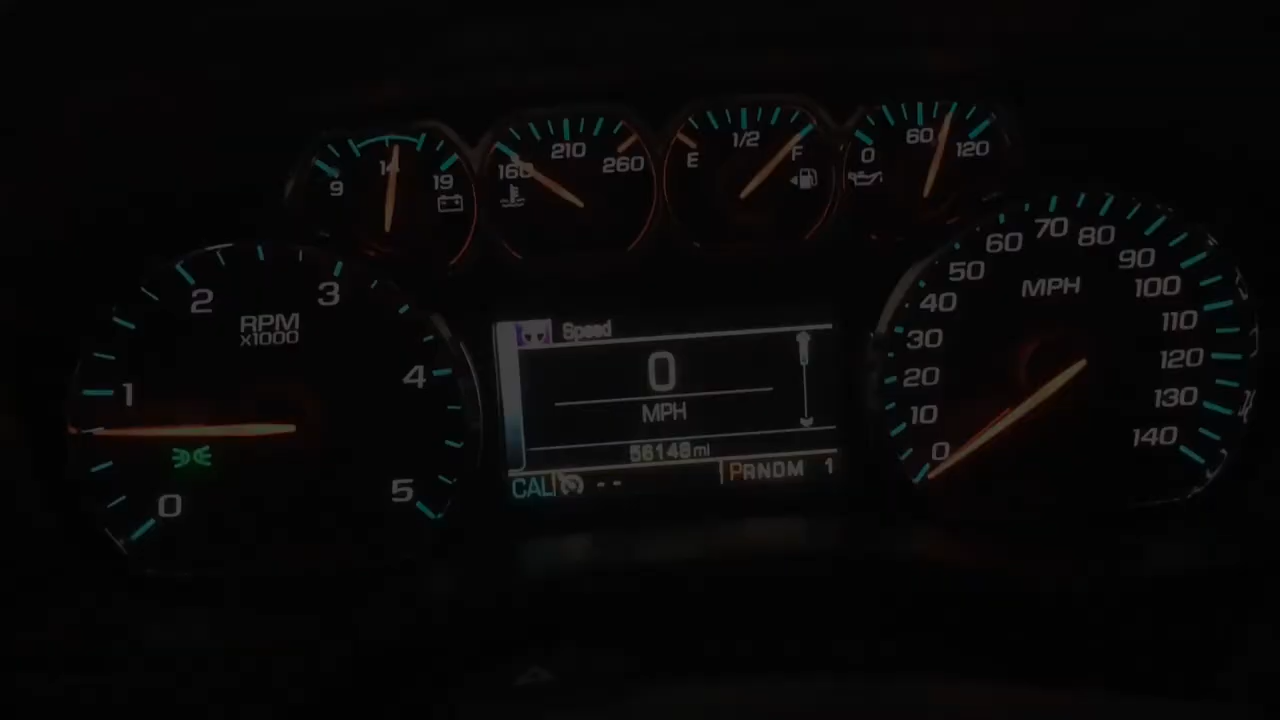 9 14 19
160 210 260
E 1/2 F
0 60 120
RPM
x1000
0 1 2 3 4 5
Speed
0
MPH
56148 mi
CAL -- PRNDM 1
MPH
0 10 20 30 40 50 60 70 80 90 100 110 120 130 140